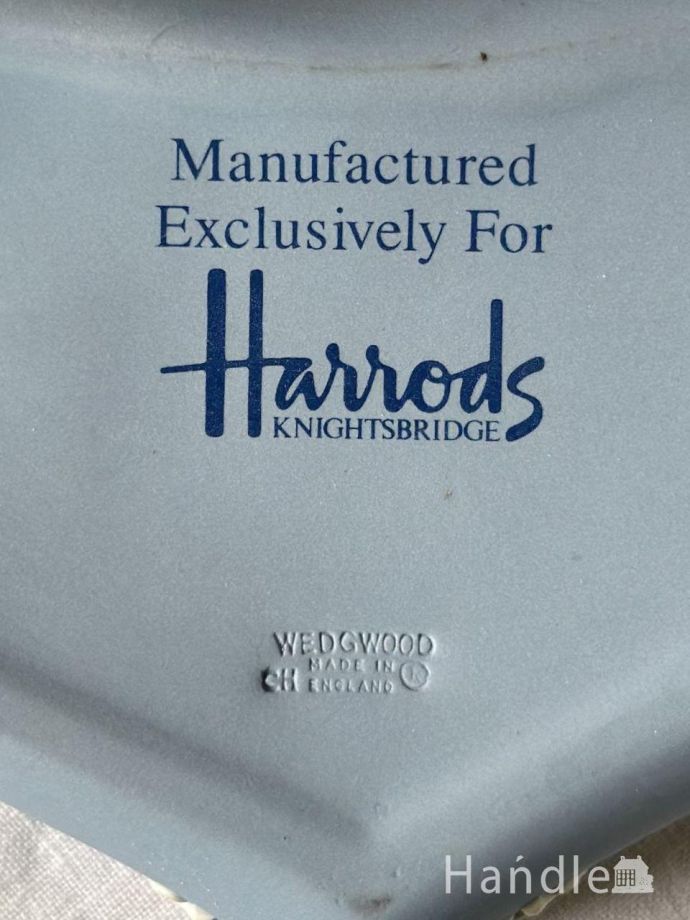 Manufactured
Exclusively For
Harrods
KNIGHTSBRIDGE
WEDGWOOD
MADE IN
ENGLAND
Handle